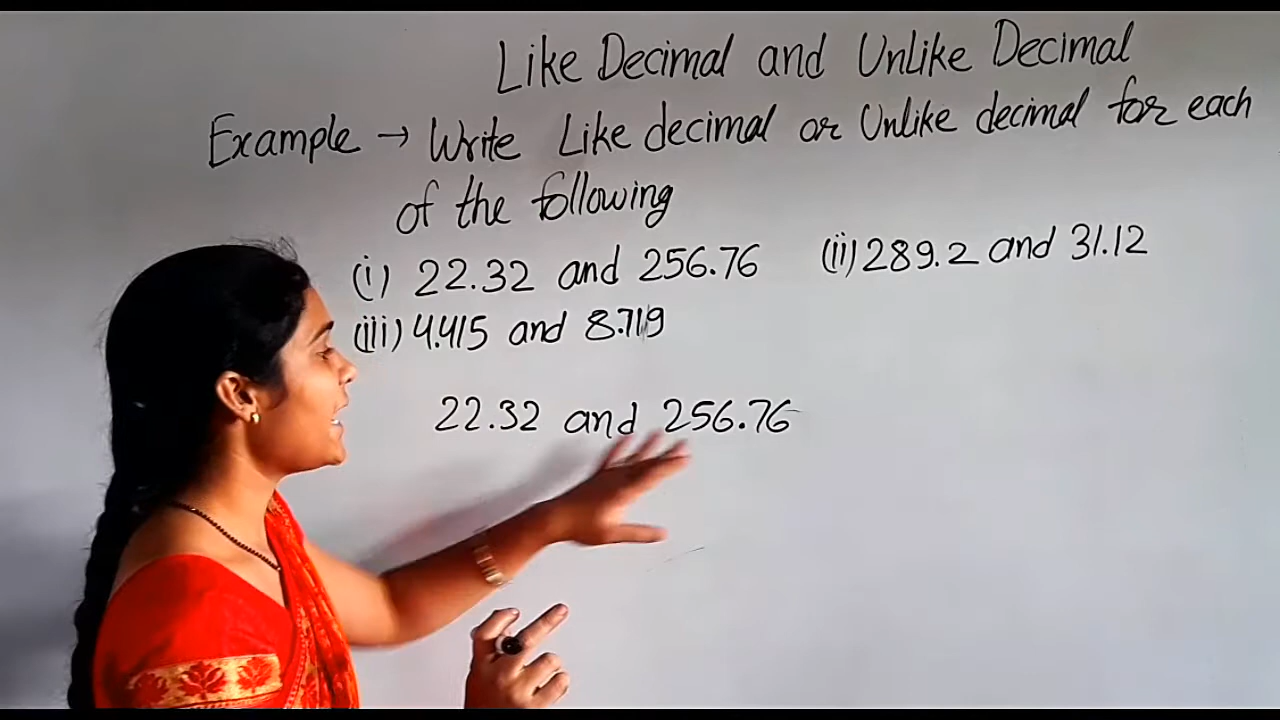 Like Decimal and Unlike Decimal
Example → Write Like decimal or Unlike decimal for each
of the following
(i) 22.32 and 256.76 (ii) 289.2 and 31.12
(iii) 4.415 and 8.719
22.32 and 256.76